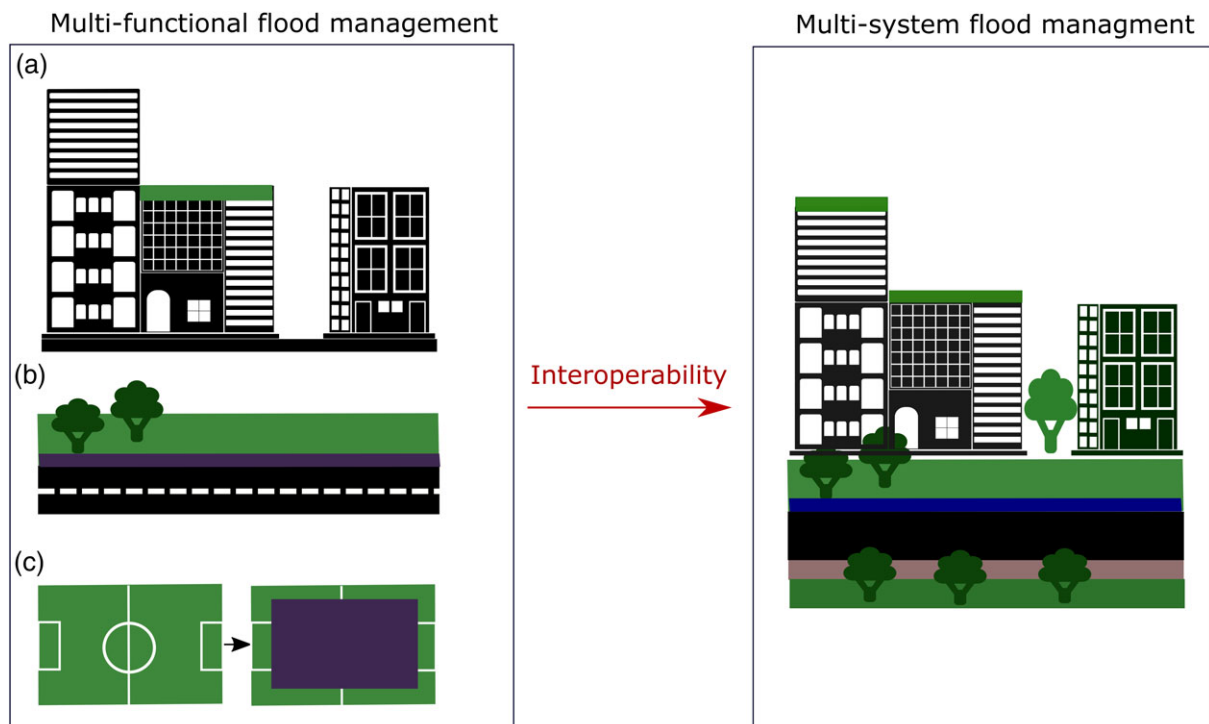 Multi-functional flood management
Multi-system flood managment
(a)
(b)
(c)
Interoperability